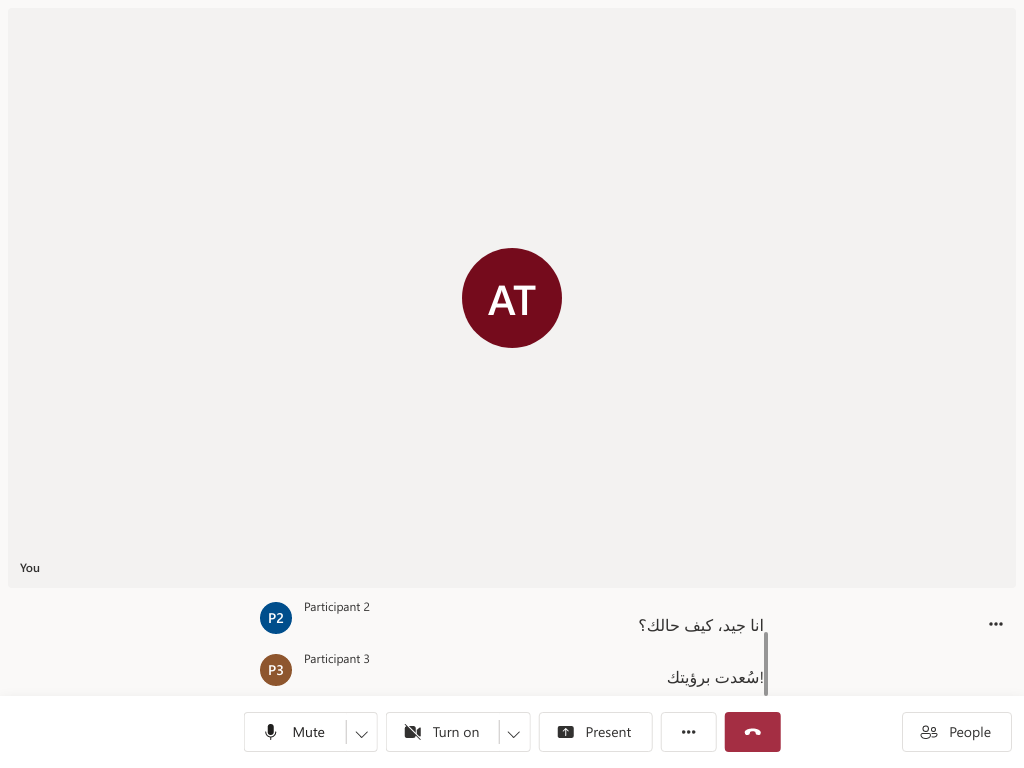 AT
You
P2
Participant 2
انا جيد، كيف حالك؟
P3
Participant 3
!سُعدت برؤيتك
Mute
Turn on
Present
People